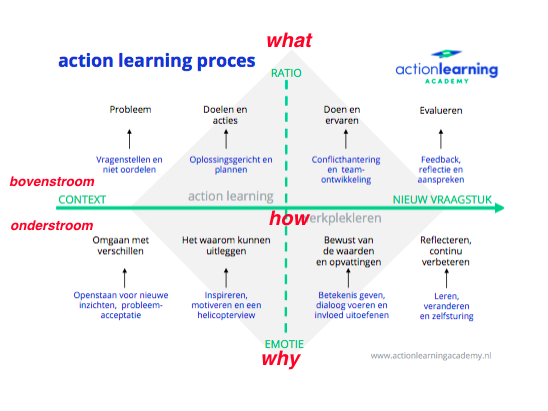 what
action learning proces
actionlearning
ACADEMY
RATIO
Probleem
Doelen en
acties
Doen en
ervaren
Evalueren
Vragenstellen en
niet oordelen
Oplossingsgericht en
plannen
Conflicthantering
en team-
ontwikkeling
Feedback,
reflectie en
aanspreken
bovenstroom
CONTEXT
action learning
NIEUW VRAAGSTUK
onderstroom
how
erkplekleren
Omgaan met
verschillen
Het waarom kunnen
uitleggen
Bewust van
de waarden
en opvattingen
Reflecteren,
continu
verbeteren
Openstaan voor nieuwe
inzichten, probleem-
acceptatie
Inspireren,
motiveren en een
helicopterview
Betekenis geven,
dialoog voeren en
invloed uitoefenen
Leren,
veranderen
en zelfsturing
EMOTIE
why
www.actionlearningacademy.nl